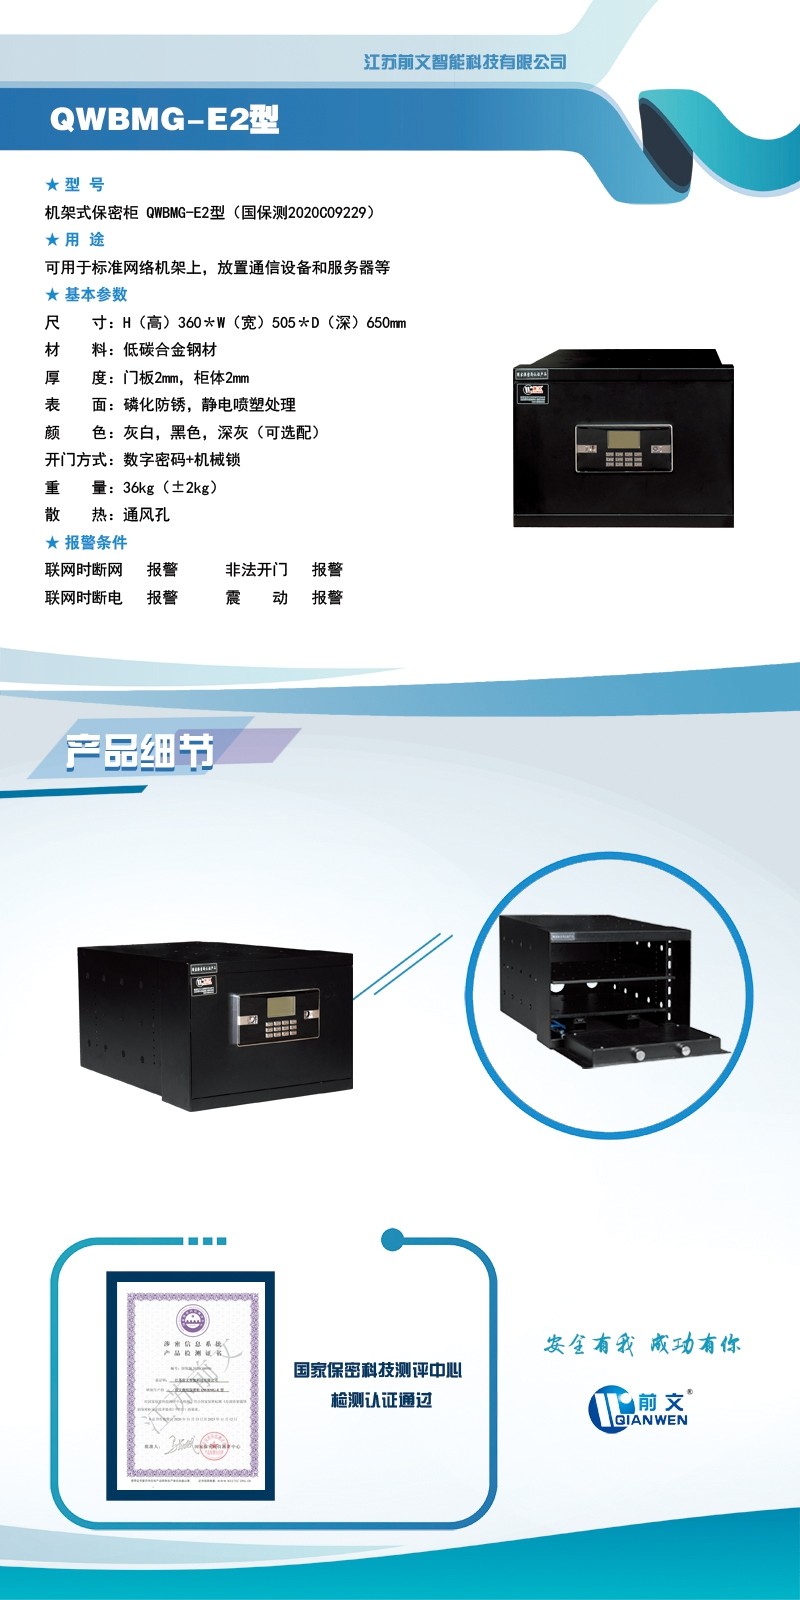 江苏前文智能科技有限公司
QWBMG-E2型
★ 型 号
机架式保密柜 QWBMG-E2型（国保测2020C09229）
★ 用 途
可用于标准网络机架上，放置通信设备和服务器等
★ 基本参数
尺 寸：H（高）360＊W（宽）505＊D（深）650mm
材 料：低碳合金钢材
厚 度：门板2mm，柜体2mm
表 面：磷化防锈，静电喷塑处理
颜 色：灰白，黑色，深灰（可选配）
开门方式：数字密码+机械锁
重 量：36kg（±2kg）
散 热：通风孔
★ 报警条件
联网时断网 报警 非法开门 报警
联网时断电 报警 震 动 报警
产品细节
涉密信息系统
产品检测证书
国家保密科技测评中心
检测认证通过
安全有我 成功有你
前文®
QIANWEN